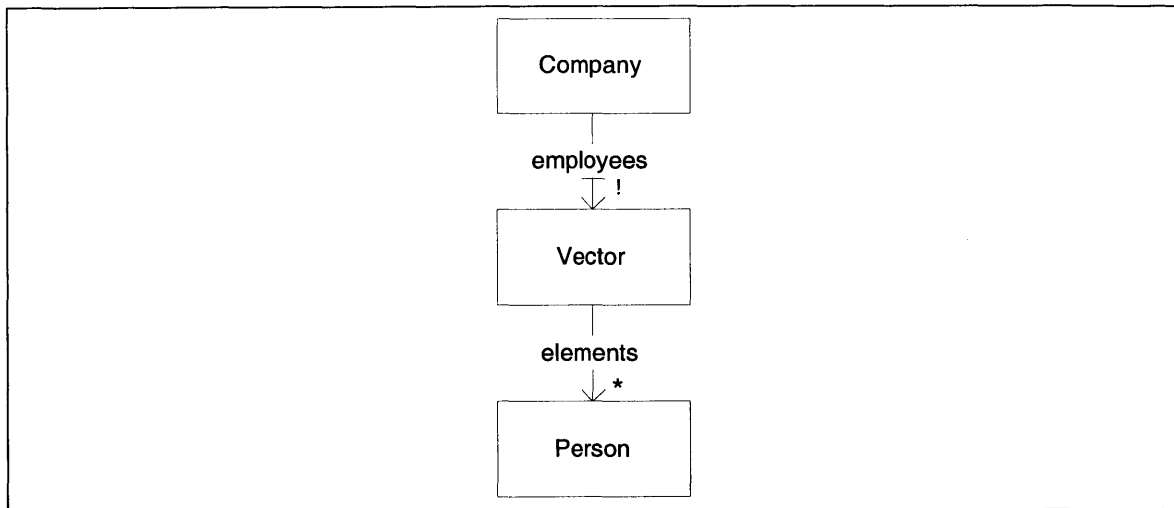 Company
employees
!
Vector
elements
*
Person